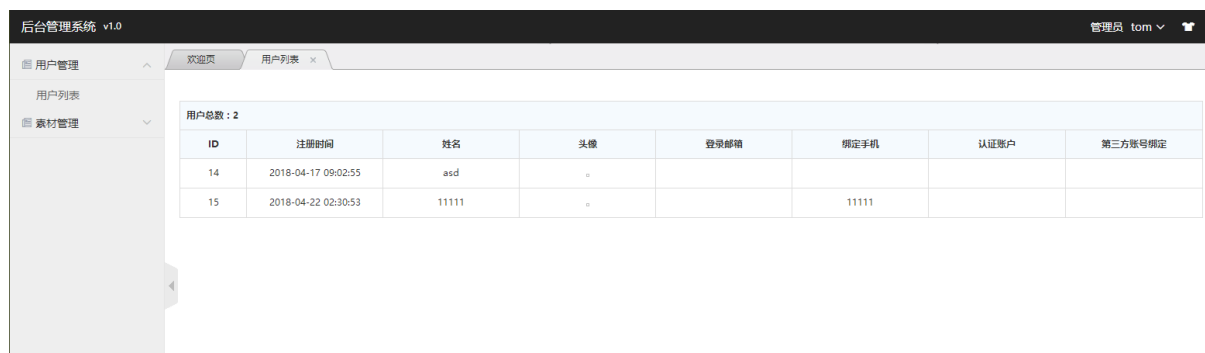 后台管理系统 v1.0
管理员 tom
用户管理
用户列表
素材管理
欢迎页 用户列表 ×
用户总数：2
ID 注册时间 姓名 头像 登录邮箱 绑定手机 认证账户 第三方账号绑定
14 2018-04-17 09:02:55 asd
15 2018-04-22 02:30:53 11111 11111